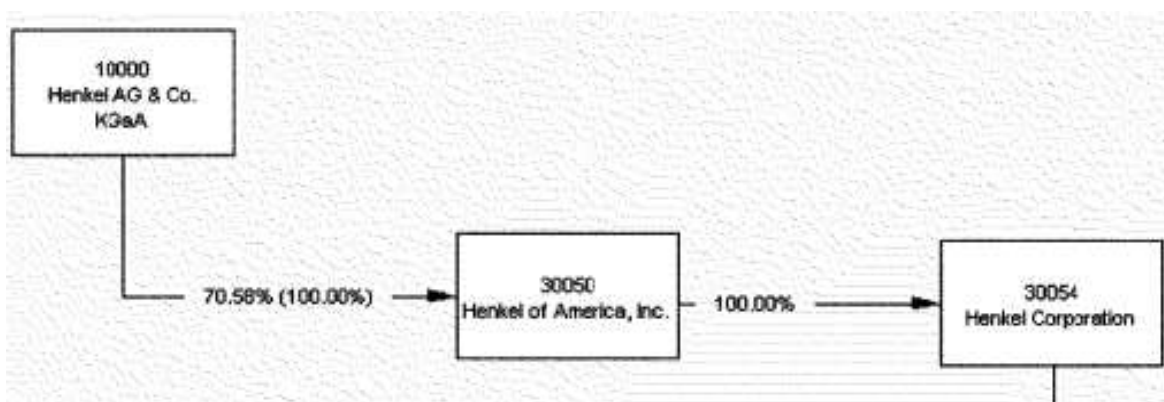 10000
Henkel AG & Co.
KGaA
70.58% (100.00%)
30050
Henkel of America, Inc.
100.00%
30054
Henkel Corporation